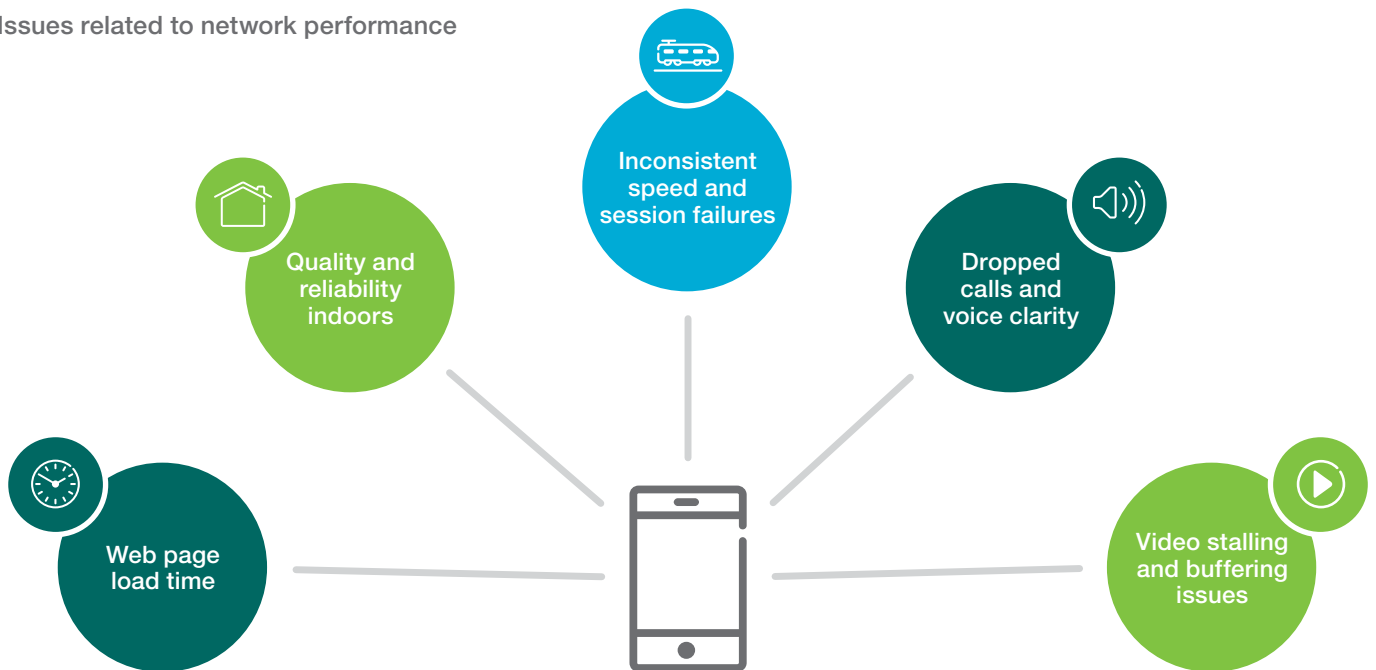 Issues related to network performance
Inconsistent
speed and
session failures
Quality and
reliability
indoors
Dropped
calls and
voice clarity
Web page
load time
Video stalling
and buffering
issues